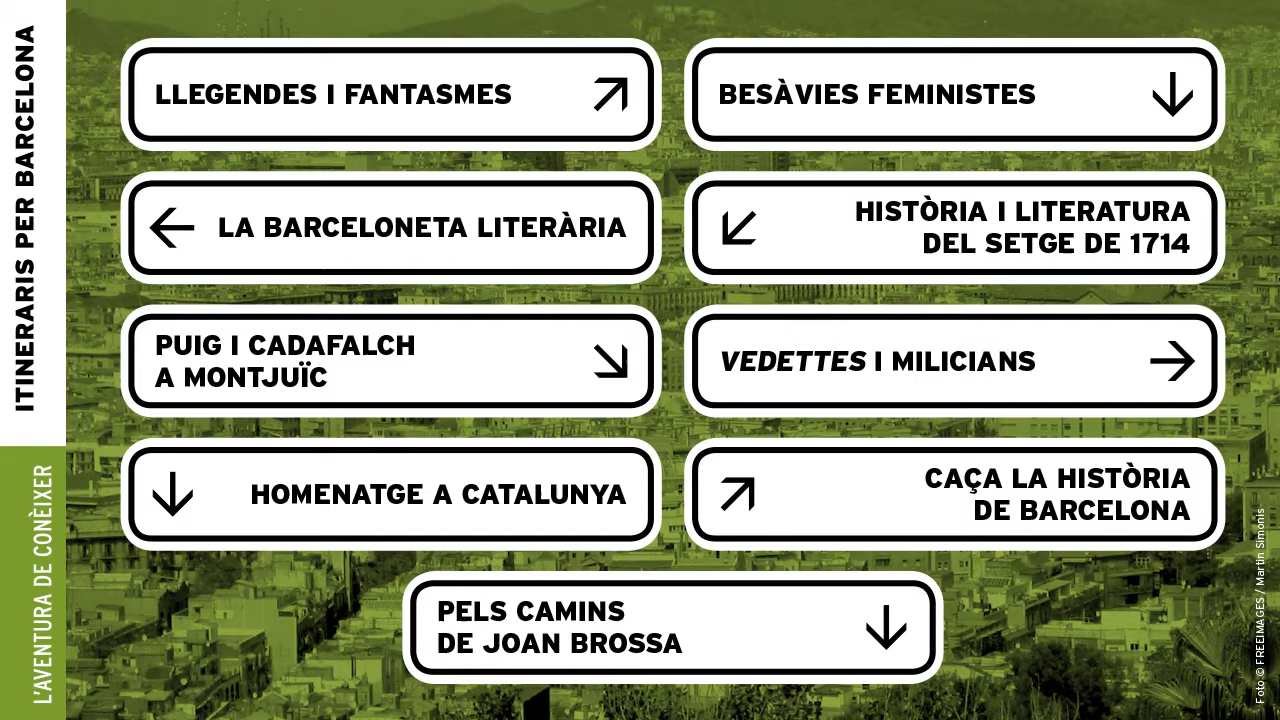 ITINERARIS PER BARCELONA
L'AVENTURA DE CONÈIXER
LLEGENDES I FANTASMES
BESÀVIES FEMINISTES
LA BARCELONETA LITERÀRIA
HISTÒRIA I LITERATURA
DEL SETGE DE 1714
PUIG I CADAFALCH
A MONTJUÏC
VEDETTES I MILICIANS
HOMENATGE A CATALUNYA
CAÇA LA HISTÒRIA
DE BARCELONA
PELS CAMINS
DE JOAN BROSSA
Foto © FREEIMAGES / Martin Simonis